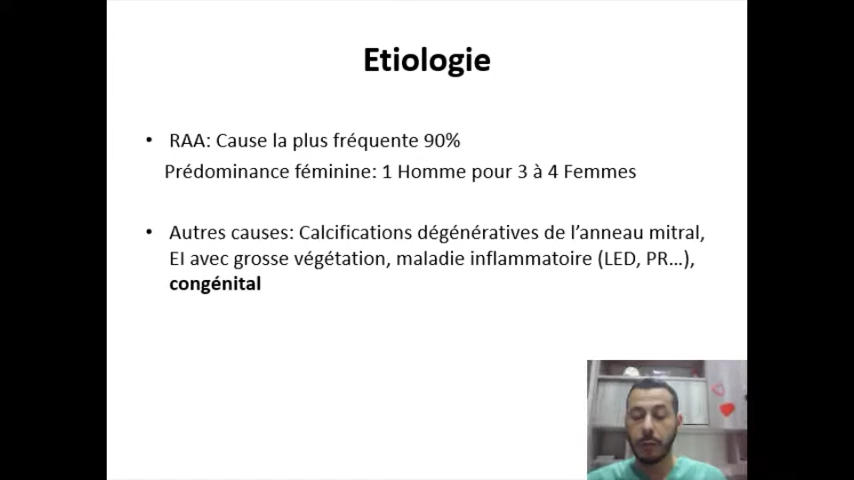 Etiologie
• RAA: Cause la plus fréquente 90%
Prédominance féminine: 1 Homme pour 3 à 4 Femmes
• Autres causes: Calcifications dégénératives de l’anneau mitral,
EI avec grosse végétation, maladie inflammatoire (LED, PR…),
congénital